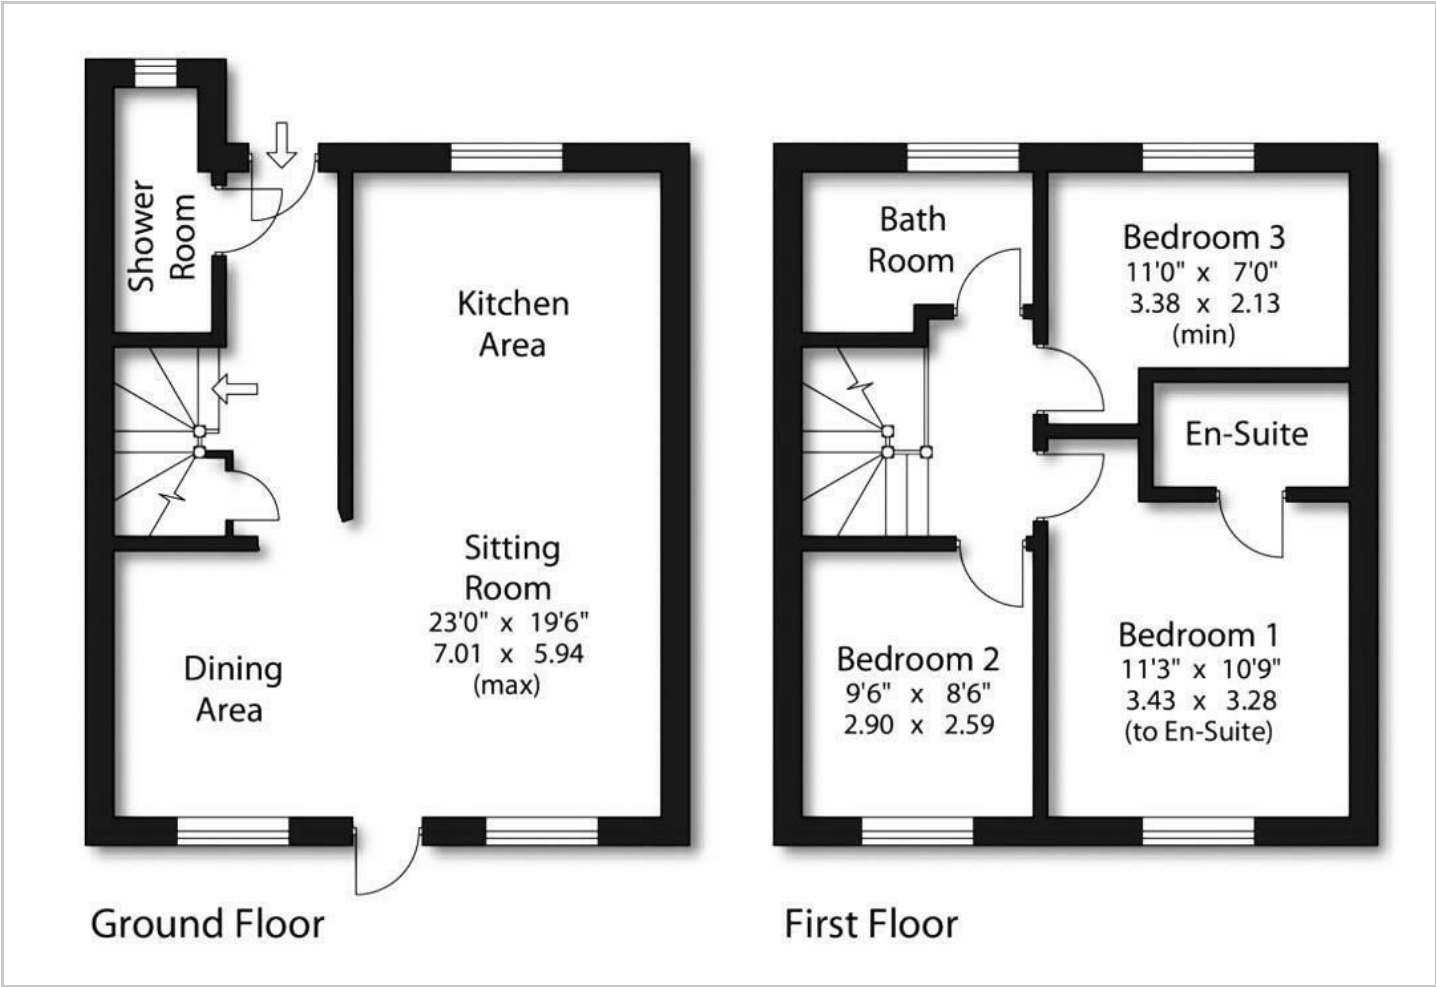 Shower
Room
Kitchen
Area
Sitting
Room
23'0" x 19'6"
7.01 x 5.94
(max)
Dining
Area
Ground Floor
Bath
Room
Bedroom 3
11'0" x 7'0"
3.38 x 2.13
(min)
En-Suite
Bedroom 2
9'6" x 8'6"
2.90 x 2.59
Bedroom 1
11'3" x 10'9"
3.43 x 3.28
(to En-Suite)
First Floor